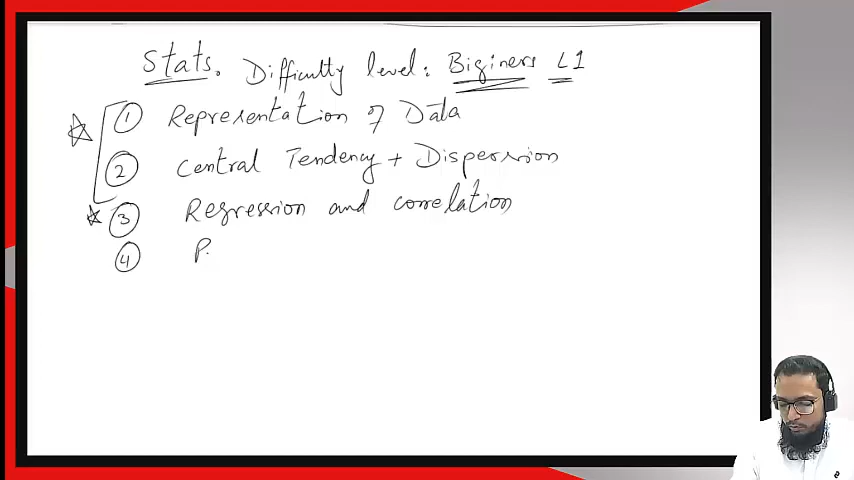 Stats. Difficulty level: Biginers L1
① Representation of Data
② Central Tendency + Dispersion
③ Regression and correlation
④ P